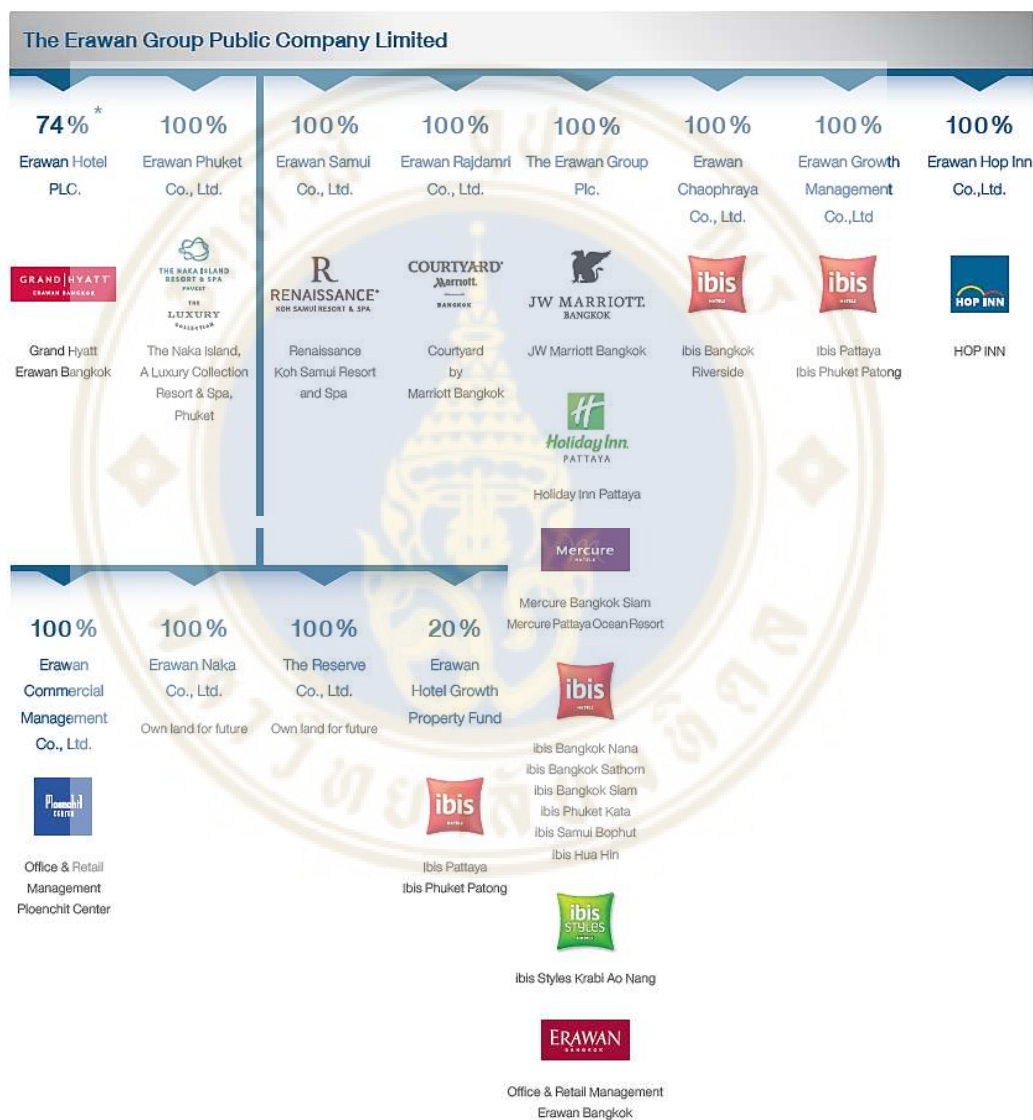 The Erawan Group Public Company Limited
74%*
Erawan Hotel
PLC.
GRAND|HYATT
ERAWAN BANGKOK
Grand Hyatt
Erawan Bangkok
100%
Erawan Phuket
Co., Ltd.
THE NAKA ISLAND
RESORT & SPA
PHUKET
THE
LUXURY
COLLECTION
The Naka Island,
A Luxury Collection
Resort & Spa,
Phuket
100%
Erawan Samui
Co., Ltd.
R
RENAISSANCE
KOH SAMUI RESORT & SPA
Renaissance
Koh Samui Resort
and Spa
100%
Erawan Rajdamri
Co., Ltd.
COURTYARD
Marriott.
BANGKOK
Courtyard
by
Marriott Bangkok
100%
The Erawan Group
Plc.
JW MARRIOTT.
BANGKOK
JW Marriott Bangkok
H
Holiday Inn.
PATTAYA
Holiday Inn Pattaya
Mercure
HOTELS
Mercure Bangkok Siam
Mercure Pattaya Ocean Resort
ibis
HOTELS
ibis Bangkok Nana
ibis Bangkok Sathorn
ibis Bangkok Siam
ibis Phuket Kata
ibis Samui Bophut
ibis Hua Hin
ibis
STYLES
HOTELS
ibis Styles Krabi Ao Nang
ERAWAN
BANGKOK
Office & Retail Management
Erawan Bangkok
100%
Erawan
Chaophraya
Co., Ltd.
ibis
HOTELS
ibis Bangkok
Riverside
100%
Erawan Growth
Management
Co.,Ltd
ibis
HOTELS
Ibis Pattaya
Ibis Phuket Patong
100%
Erawan Hop Inn
Co.,Ltd.
HOP INN
HOP INN
100%
Erawan
Commercial
Management
Co., Ltd.
Ploenchit
CENTER
Office & Retail
Management
Ploenchit Center
100%
Erawan Naka
Co., Ltd.
Own land for future
100%
The Reserve
Co., Ltd.
Own land for future
20%
Erawan
Hotel Growth
Property Fund
ibis
HOTELS
Ibis Pattaya
Ibis Phuket Patong